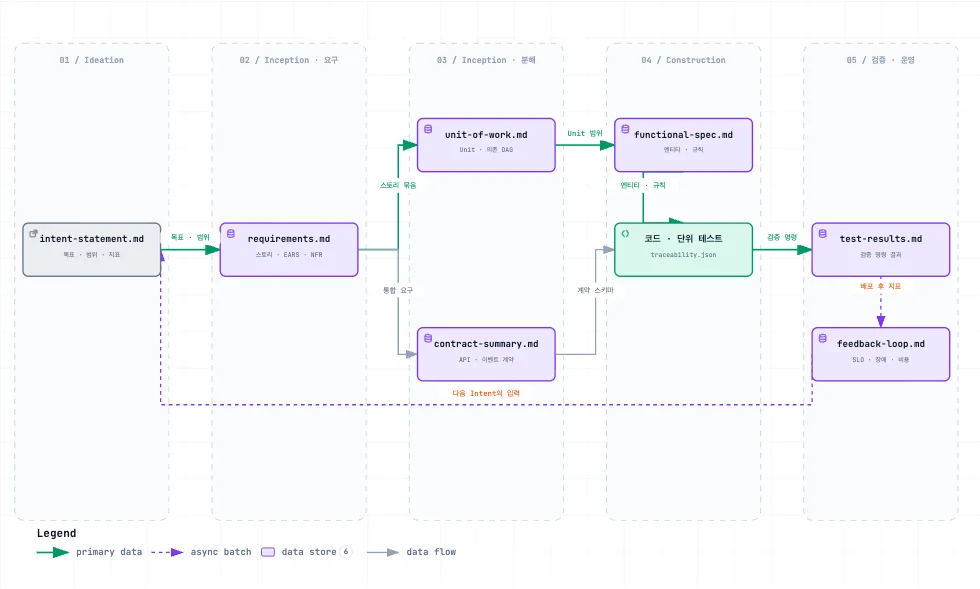 01 / Ideation
02 / Inception · 요구
03 / Inception · 분해
04 / Construction
05 / 검증 · 운영
unit-of-work.md
Unit · 의존 DAG
Unit 범위
functional-spec.md
엔티티 · 규칙
스토리 묶음
엔티티 · 규칙
intent-statement.md
목표 · 범위 · 지표
목표 · 범위
requirements.md
스토리 · EARS · NFR
코드 · 단위 테스트
traceability.json
검증 명령
test-results.md
검증 명령 결과
통합 요구
계약 스키마
배포 후 지표
contract-summary.md
API · 이벤트 계약
feedback-loop.md
SLO · 장애 · 비용
다음 Intent의 입력
Legend
primary data
async batch
data store 6
data flow